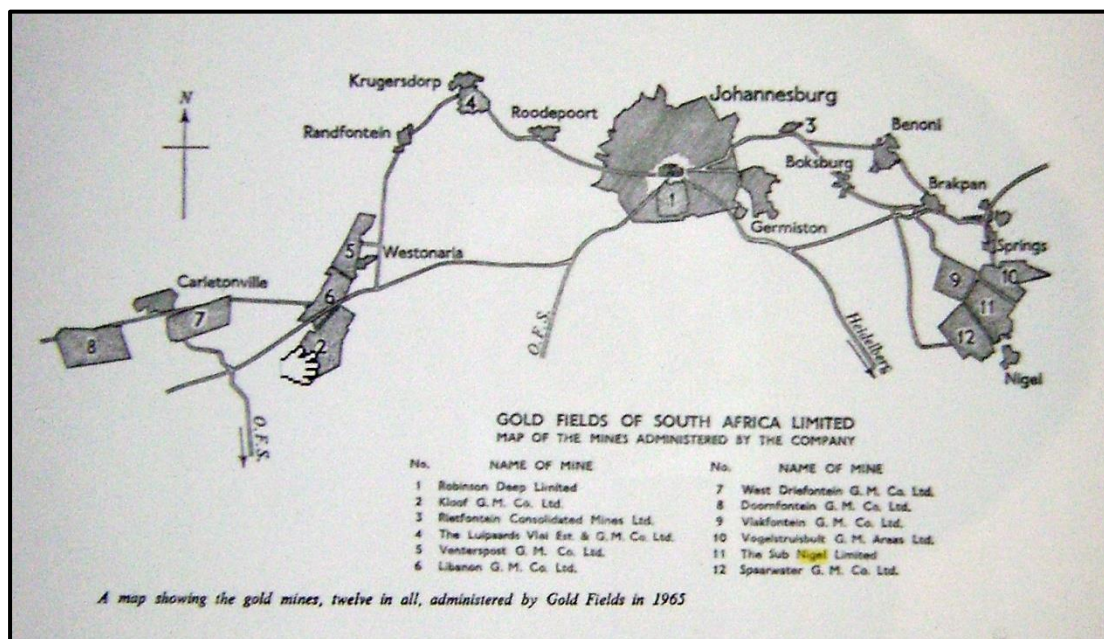 N
Krugersdorp
4
Roodepoort
Johannesburg
Randfontein
3
Benoni
Boksburg
Brakpan
1
Germiston
Springs
5
Westonaria
Carletonville
6
9
10
11
7
O.F.S.
Heidelberg
12
8
2
Nigel
O.F.S.
GOLD FIELDS OF SOUTH AFRICA LIMITED
MAP OF THE MINES ADMINISTERED BY THE COMPANY
No. NAME OF MINE
1 Robinson Deep Limited
2 Kloof G. M. Co. Ltd.
3 Rietfontein Consolidated Mines Ltd.
4 The Luipaards Vlei Est. & G. M. Co. Ltd.
5 Venterspost G. M. Co. Ltd.
6 Libanon G. M. Co. Ltd.
No. NAME OF MINE
7 West Driefontein G. M. Co. Ltd.
8 Doornfontein G. M. Co. Ltd.
9 Vlakfontein G. M. Co. Ltd.
10 Vogelstruisbult G. M. Areas Ltd.
11 The Sub Nigel Limited
12 Spaarwater G. M. Co. Ltd.
A map showing the gold mines, twelve in all, administered by Gold Fields in 1965